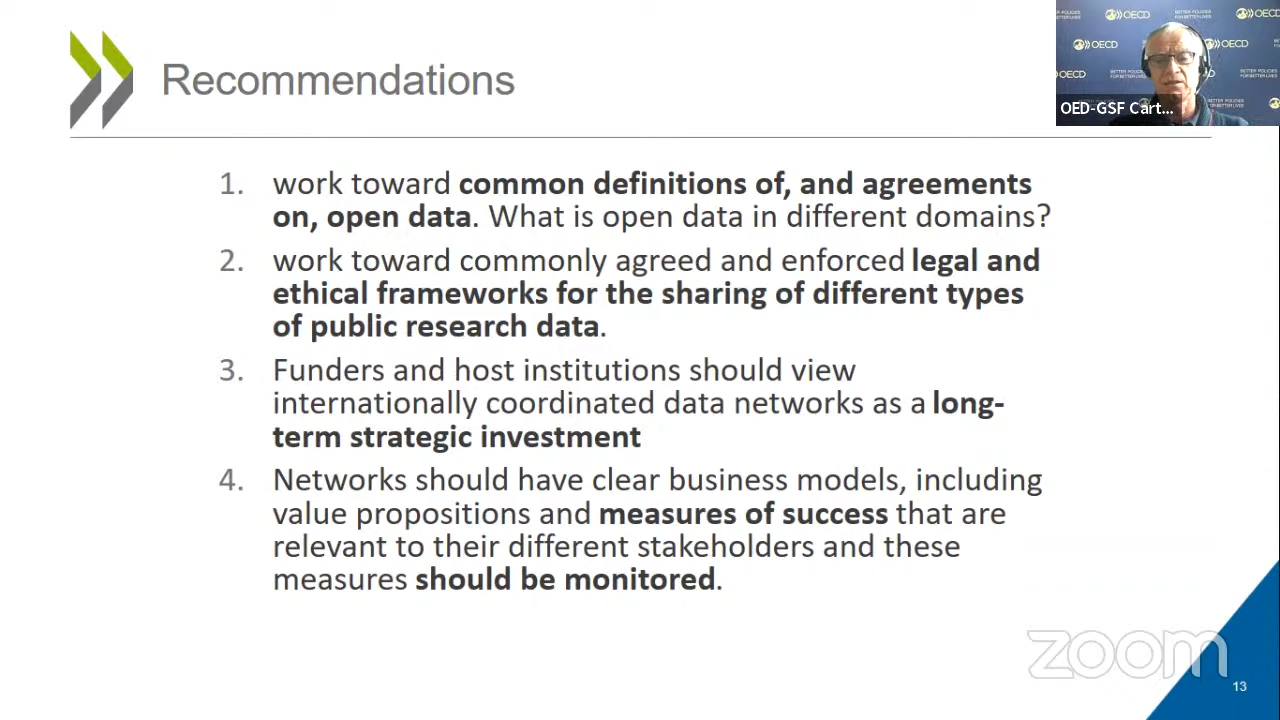 Recommendations
1. work toward common definitions of, and agreements
on, open data. What is open data in different domains?
2. work toward commonly agreed and enforced legal and
ethical frameworks for the sharing of different types
of public research data.
3. Funders and host institutions should view
internationally coordinated data networks as a long-
term strategic investment
4. Networks should have clear business models, including
value propositions and measures of success that are
relevant to their different stakeholders and these
measures should be monitored.
OECD
OECD
OECD
OECD
OED-GSF Cart...
zoom
13